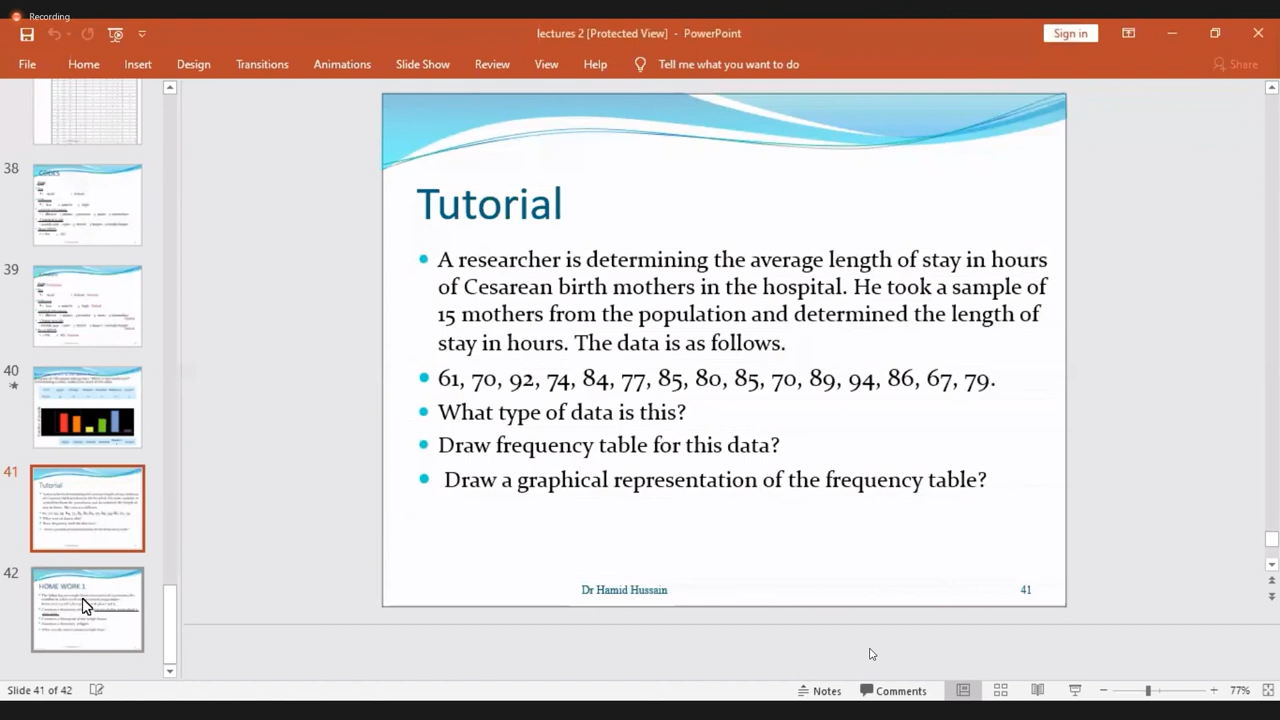 Recording
lectures 2 [Protected View] - PowerPoint
Sign in
File Home Insert Design Transitions Animations Slide Show Review View Help Tell me what you want to do Share
38
CODES
39
40
41
Tutorial
42
HOME WORK 1
Tutorial
• A researcher is determining the average length of stay in hours
of Cesarean birth mothers in the hospital. He took a sample of
15 mothers from the population and determined the length of
stay in hours. The data is as follows.
• 61, 70, 92, 74, 84, 77, 85, 80, 85, 70, 89, 94, 86, 67, 79.
• What type of data is this?
• Draw frequency table for this data?
• Draw a graphical representation of the frequency table?
Dr Hamid Hussain 41
Slide 41 of 42 Notes Comments 77%